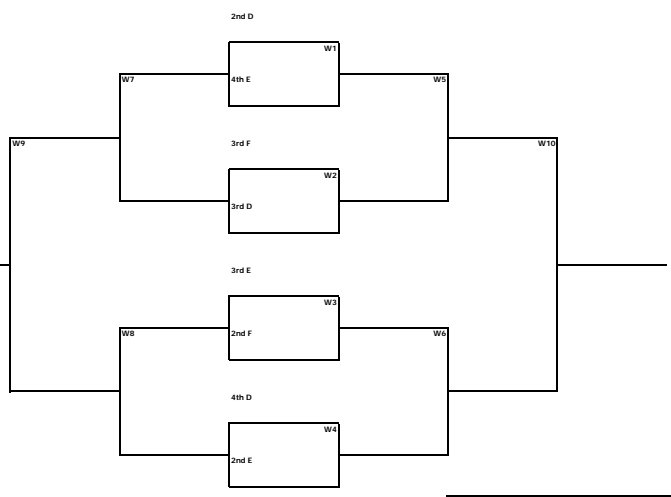 2nd D
W1
W7
4th E
W5
3rd F
W9
W10
W2
3rd D
3rd E
W3
W8
2nd F
W6
4th D
W4
2nd E